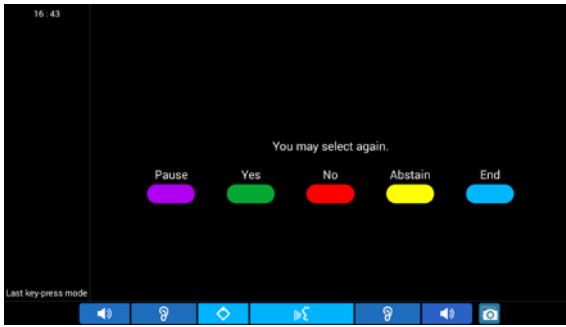 16 : 43
You may select again.
Pause Yes No Abstain End
Last key-press mode